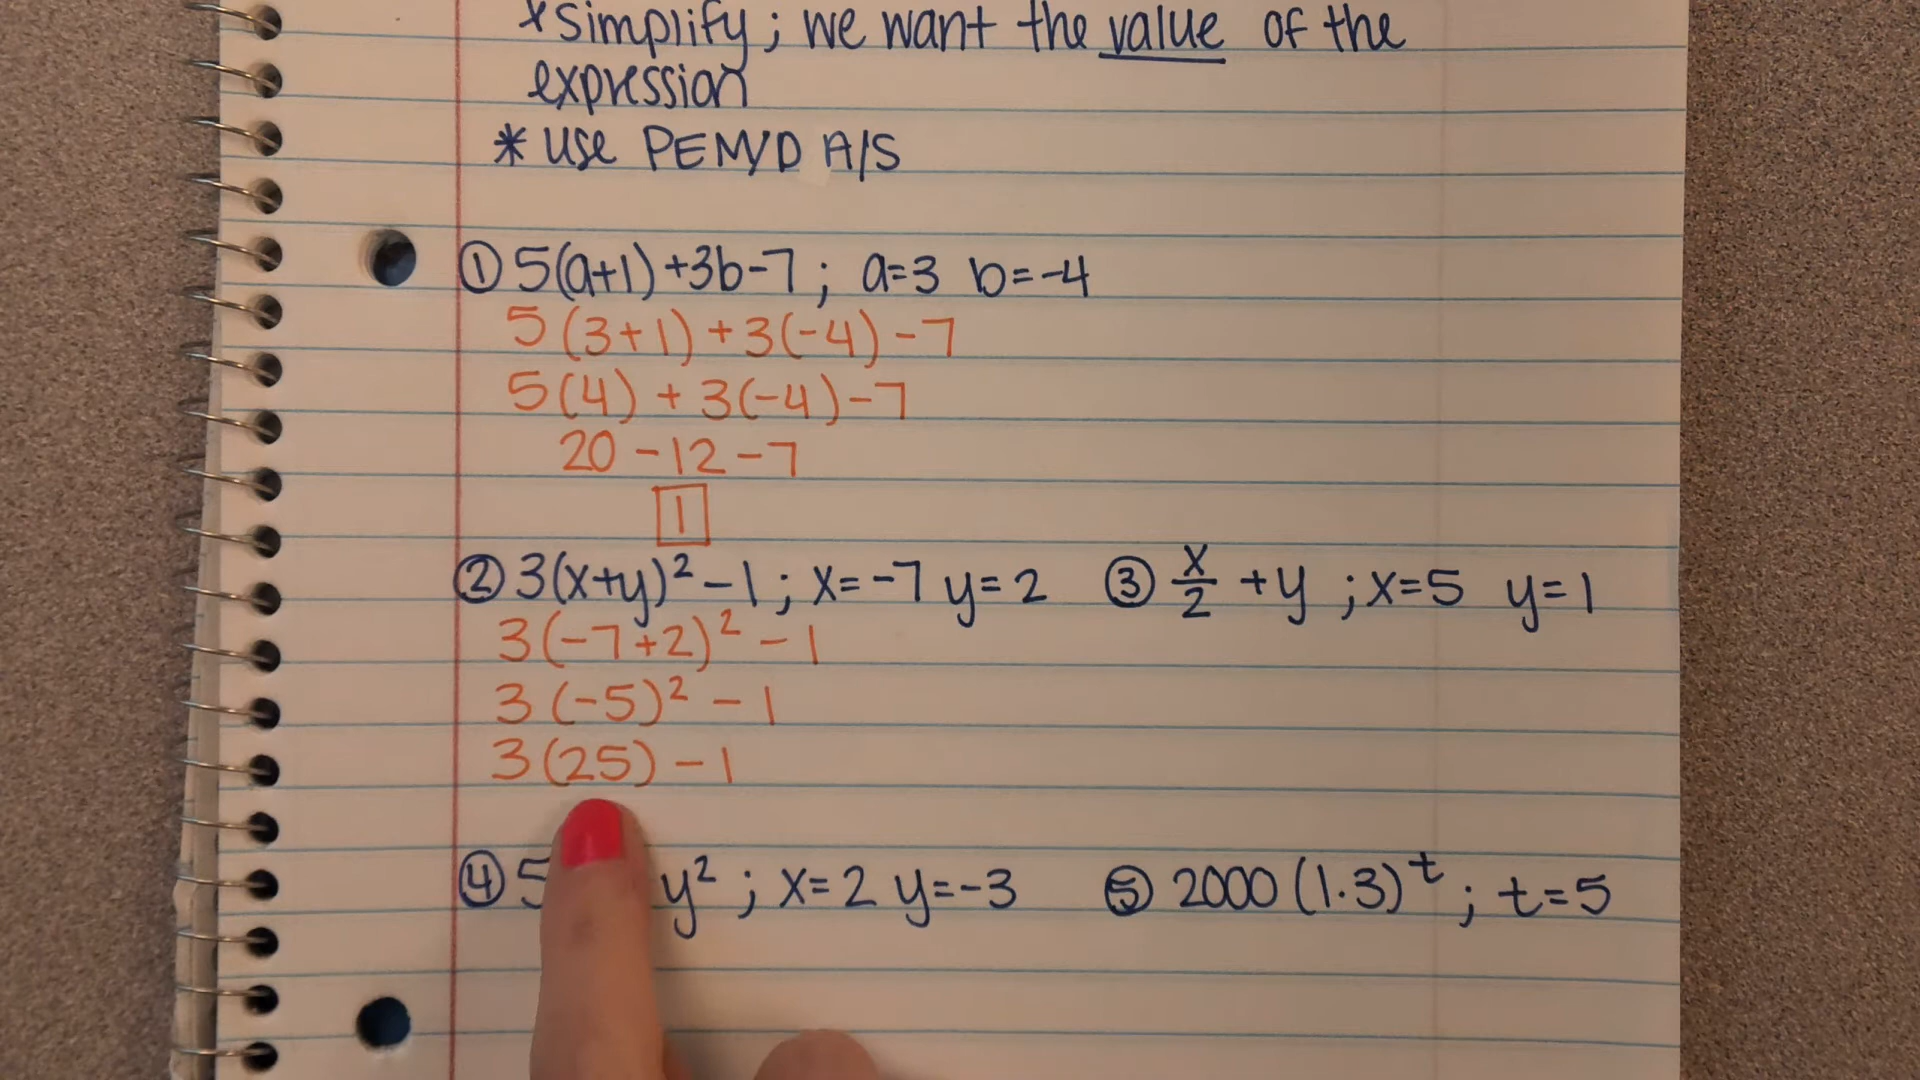 *simplify; we want the value of the
expression
* use PEM/D A/S
① 5(a+1)+3b-7; a=3 b=-4
5(3+1)+3(-4)-7
5(4)+3(-4)-7
20-12-7
1
② 3(x+y)²-1; x=-7 y=2
3(-7+2)²-1
3(-5)²-1
3(25)-1
③ x/2 +y ; x=5 y=1
④ 5 y² ; x=2 y=-3
⑤ 2000(1.3)ᵗ; t=5